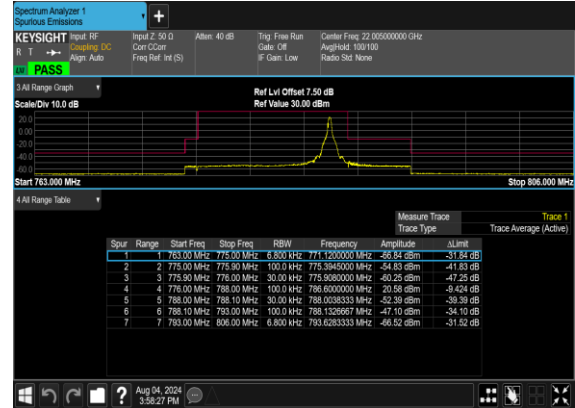 Spectrum Analyzer 1
Spurious Emissions
KEYSIGHT
R T
Input: RF
Coupling: DC
Align: Auto
Input Z: 50 Ω
Corr CCorr
Freq Ref: Int (S)
Atten: 40 dB
Trig: Free Run
Gate: Off
IF Gain: Low
Center Freq: 22.005000000 GHz
Avg|Hold: 100/100
Radio Std: None
PASS
3 All Range Graph
Ref Lvl Offset 7.50 dB
Scale/Div 10.0 dB
Ref Value 30.00 dBm
20.0
0.00
-20.0
-40.0
-60.0
Start 763.000 MHz
Stop 806.000 MHz
4 All Range Table
Measure Trace Trace 1
Trace Type Trace Average (Active)
Spur Range Start Freq Stop Freq RBW Frequency Amplitude ΔLimit
1 1 763.00 MHz 775.00 MHz 6.800 kHz 771.1200000 MHz -66.84 dBm -31.84 dB
2 2 775.00 MHz 775.90 MHz 100.0 kHz 775.3945000 MHz -54.83 dBm -41.83 dB
3 3 775.90 MHz 776.00 MHz 30.00 kHz 775.9080000 MHz -60.25 dBm -47.25 dB
4 4 776.00 MHz 788.00 MHz 100.0 kHz 786.6000000 MHz 20.58 dBm -9.424 dB
5 5 788.00 MHz 788.10 MHz 30.00 kHz 788.0038333 MHz -52.39 dBm -39.39 dB
6 6 788.10 MHz 793.00 MHz 100.0 kHz 788.1326667 MHz -47.10 dBm -34.10 dB
7 7 793.00 MHz 806.00 MHz 6.800 kHz 793.6283333 MHz -66.52 dBm -31.52 dB
?
Aug 04, 2024
3:58:27 PM